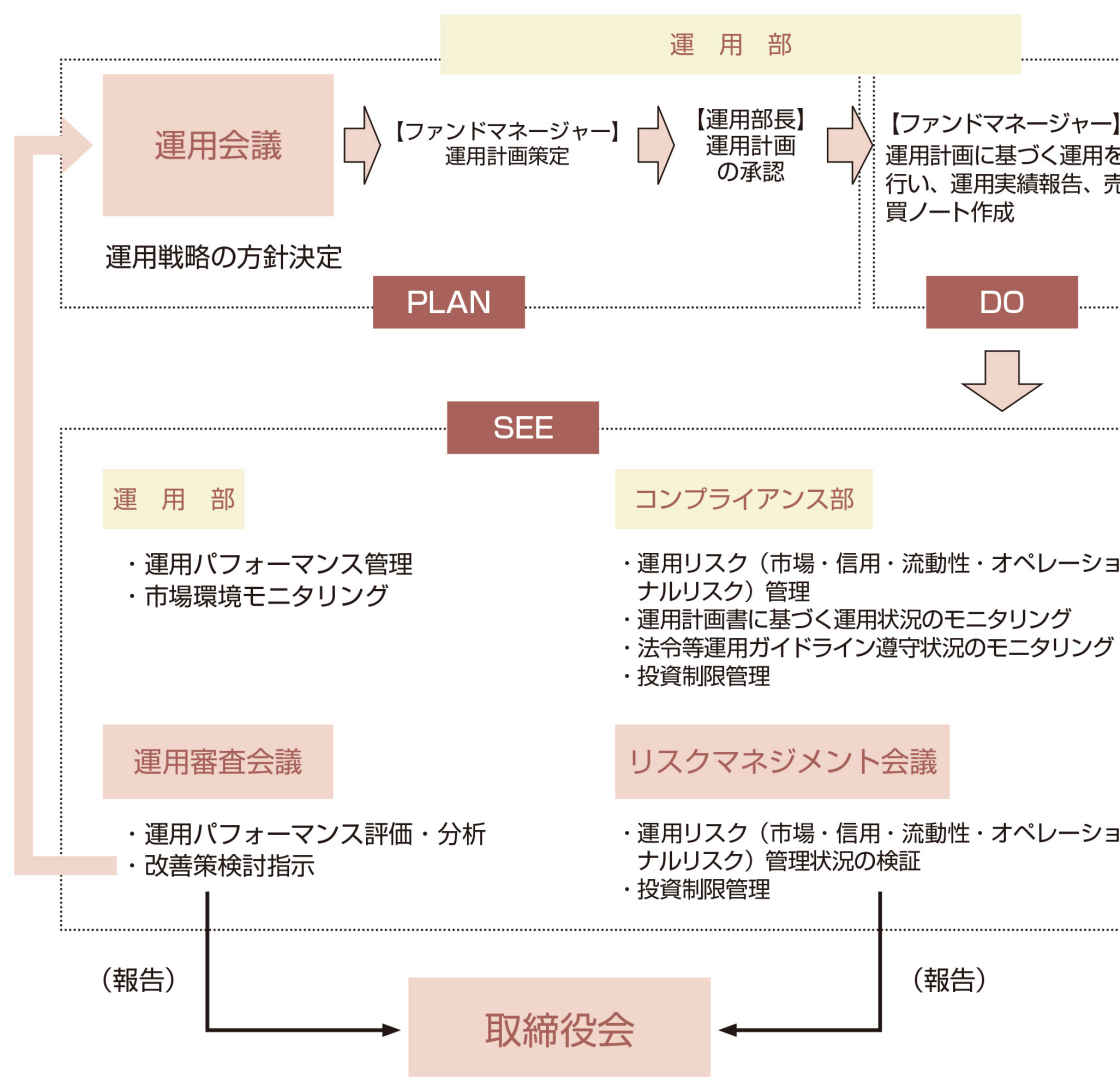 運用部
運用会議
運用戦略の方針決定
【ファンドマネージャー】
運用計画策定
【運用部長】
運用計画
の承認
PLAN
【ファンドマネージャー】
運用計画に基づく運用を
行い、運用実績報告、売
買ノート作成
DO
SEE
運用部
・運用パフォーマンス管理
・市場環境モニタリング
コンプライアンス部
・運用リスク（市場・信用・流動性・オペレーショ
ナルリスク）管理
・運用計画書に基づく運用状況のモニタリング
・法令等運用ガイドライン遵守状況のモニタリング
・投資制限管理
運用審査会議
・運用パフォーマンス評価・分析
・改善策検討指示
リスクマネジメント会議
・運用リスク（市場・信用・流動性・オペレーショ
ナルリスク）管理状況の検証
・投資制限管理
（報告）
（報告）
取締役会